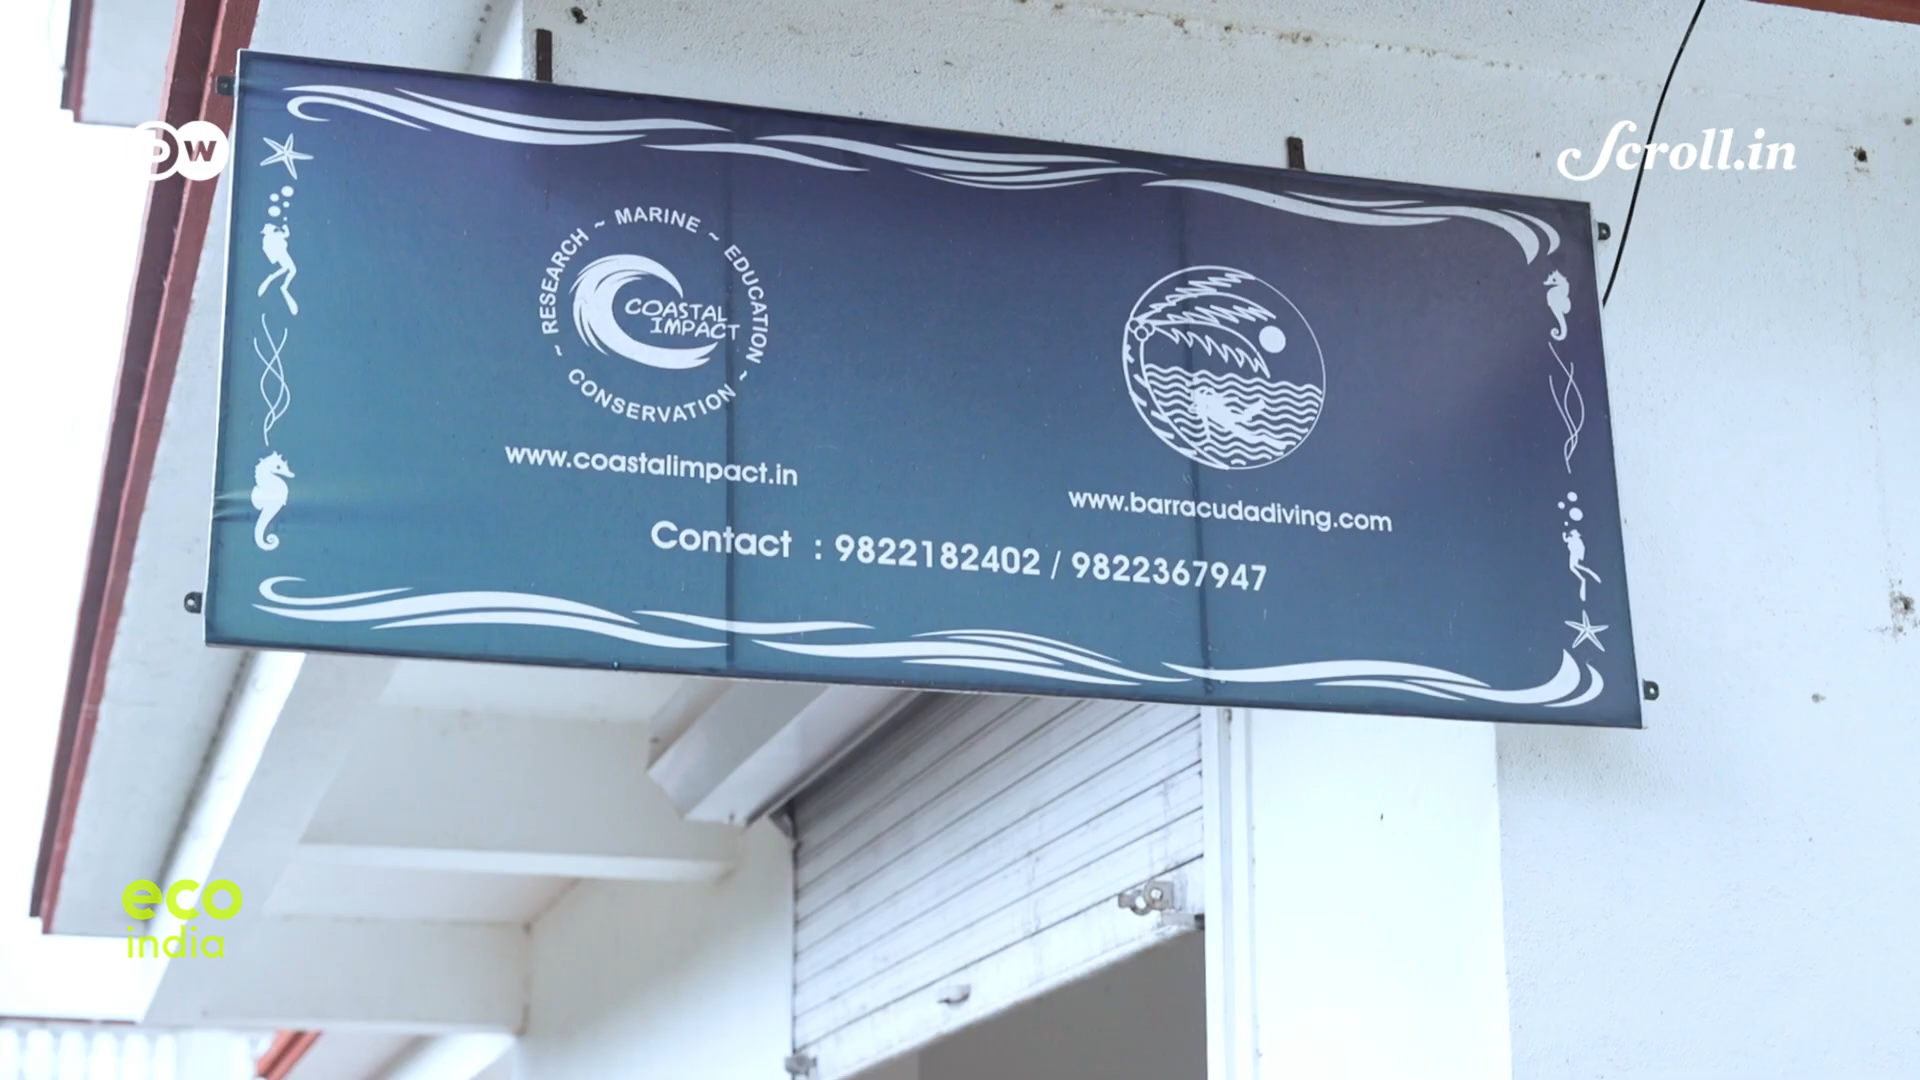 DW
Scroll.in
~ RESEARCH ~ MARINE ~ EDUCATION ~ CONSERVATION
COASTAL
IMPACT
www.coastalimpact.in
www.barracudadiving.com
Contact : 9822182402 / 9822367947
eco
india